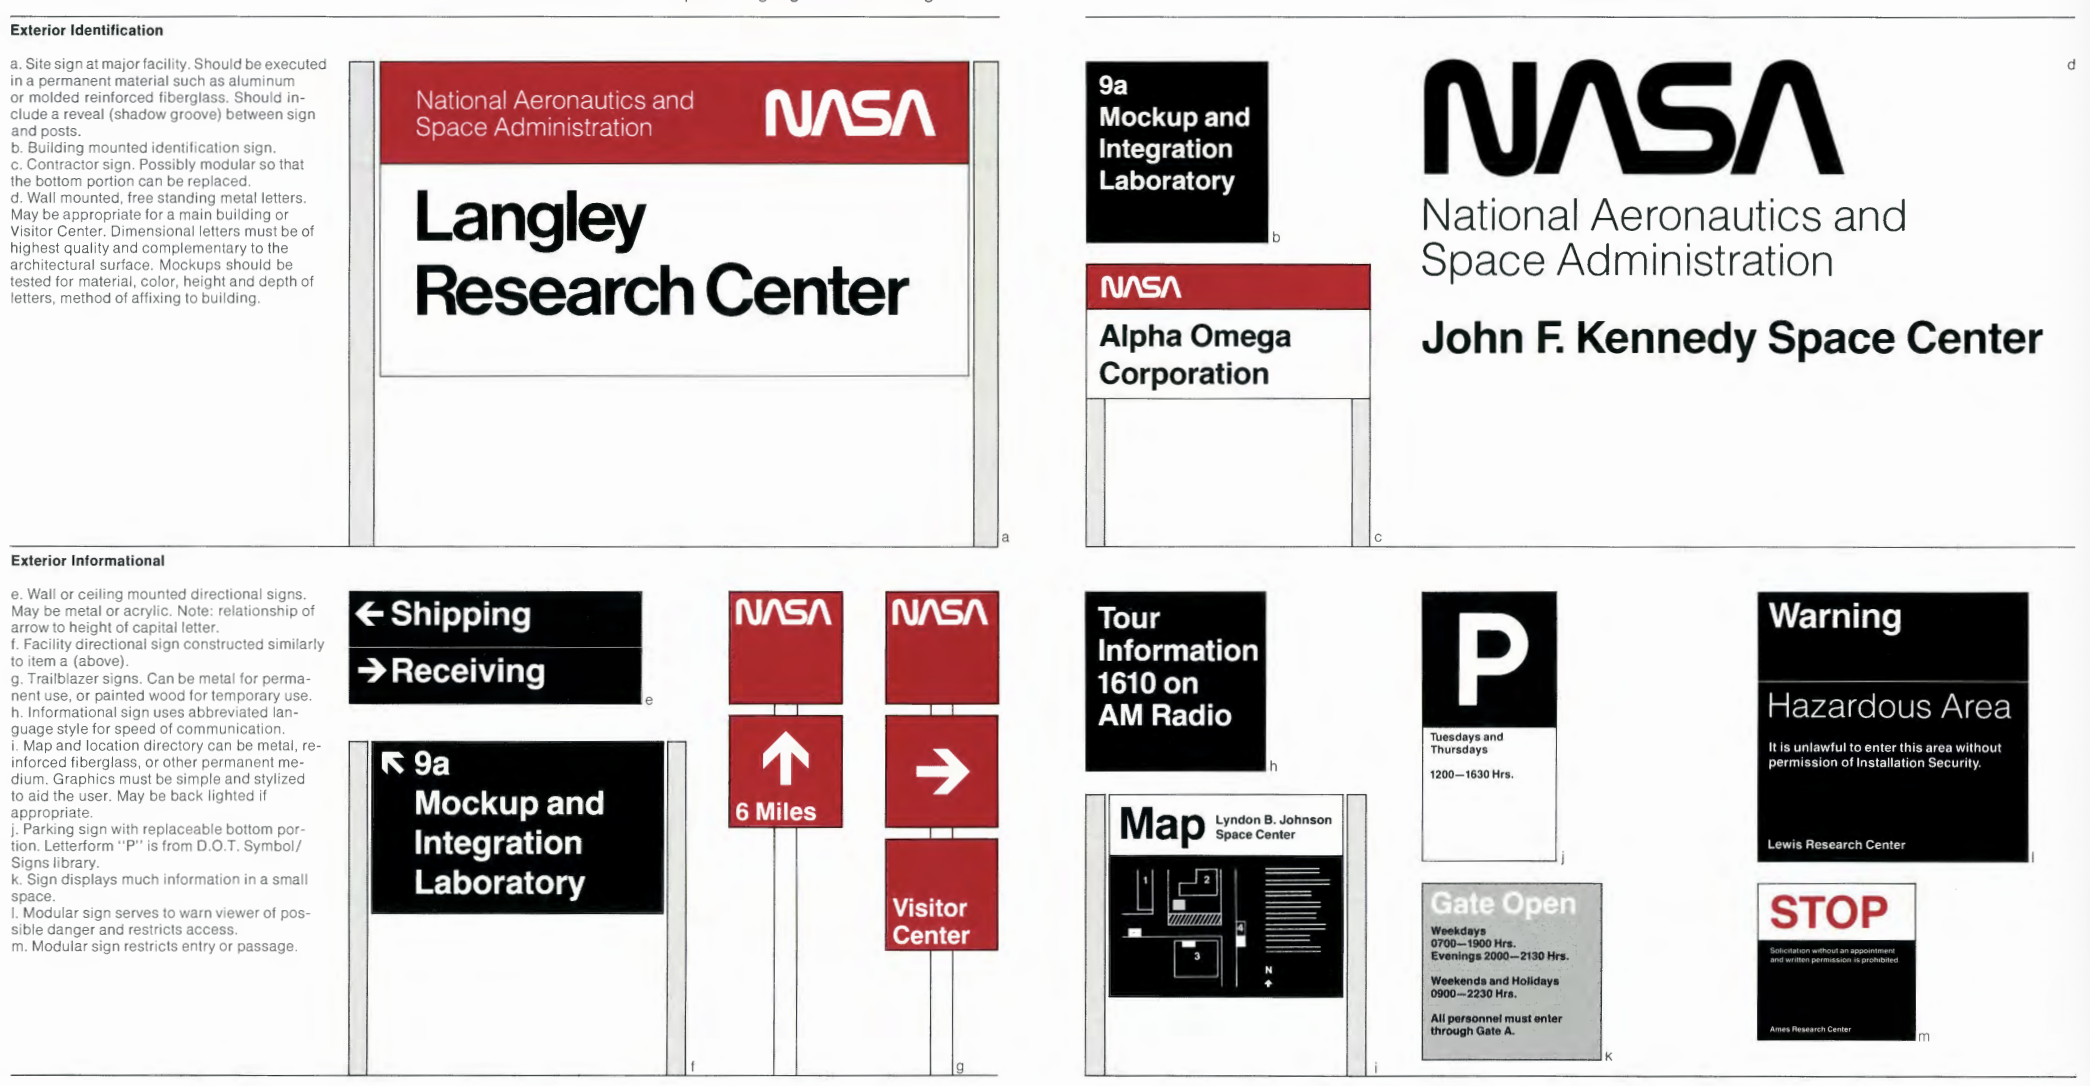 Exterior Identification
a. Site sign at major facility. Should be executed
in a permanent material such as aluminum
or molded reinforced fiberglass. Should in-
clude a reveal (shadow groove) between sign
and posts.
b. Building mounted identification sign.
c. Contractor sign. Possibly modular so that
the bottom portion can be replaced.
d. Wall mounted, free standing metal letters.
May be appropriate for a main building or
Visitor Center. Dimensional letters must be of
highest quality and complementary to the
architectural surface. Mockups should be
tested for material, color, height and depth of
letters, method of affixing to building.
National Aeronautics and
Space Administration
NASA
Langley
Research Center
a
9a
Mockup and
Integration
Laboratory
b
NASA
Alpha Omega
Corporation
c
NASA
National Aeronautics and
Space Administration
John F. Kennedy Space Center
d
Exterior Informational
e. Wall or ceiling mounted directional signs.
May be metal or acrylic. Note: relationship of
arrow to height of capital letter.
f. Facility directional sign constructed similarly
to item a (above).
g. Trailblazer signs. Can be metal for perma-
nent use, or painted wood for temporary use.
h. Informational sign uses abbreviated lan-
guage style for speed of communication.
i. Map and location directory can be metal, re-
inforced fiberglass, or other permanent me-
dium. Graphics must be simple and stylized
to aid the user. May be back lighted if
appropriate.
j. Parking sign with replaceable bottom por-
tion. Letterform "P" is from D.O.T. Symbol/
Signs library.
k. Sign displays much information in a small
space.
l. Modular sign serves to warn viewer of pos-
sible danger and restricts access.
m. Modular sign restricts entry or passage.
← Shipping
→ Receiving
e
↖ 9a
Mockup and
Integration
Laboratory
f
NASA
↑
6 Miles
NASA
→
Visitor
Center
g
Tour
Information
1610 on
AM Radio
h
Map
Lyndon B. Johnson
Space Center
1
2
3
4
N
i
P
Tuesdays and
Thursdays
1200—1630 Hrs.
j
Gate Open
Weekdays
0700—1900 Hrs.
Evenings 2000—2130 Hrs.
Weekends and Holidays
0900—2230 Hrs.
All personnel must enter
through Gate A.
k
Warning
Hazardous Area
It is unlawful to enter this area without
permission of Installation Security.
Lewis Research Center
l
STOP
Solicitation without an appointment
and written permission is prohibited.
Ames Research Center
m